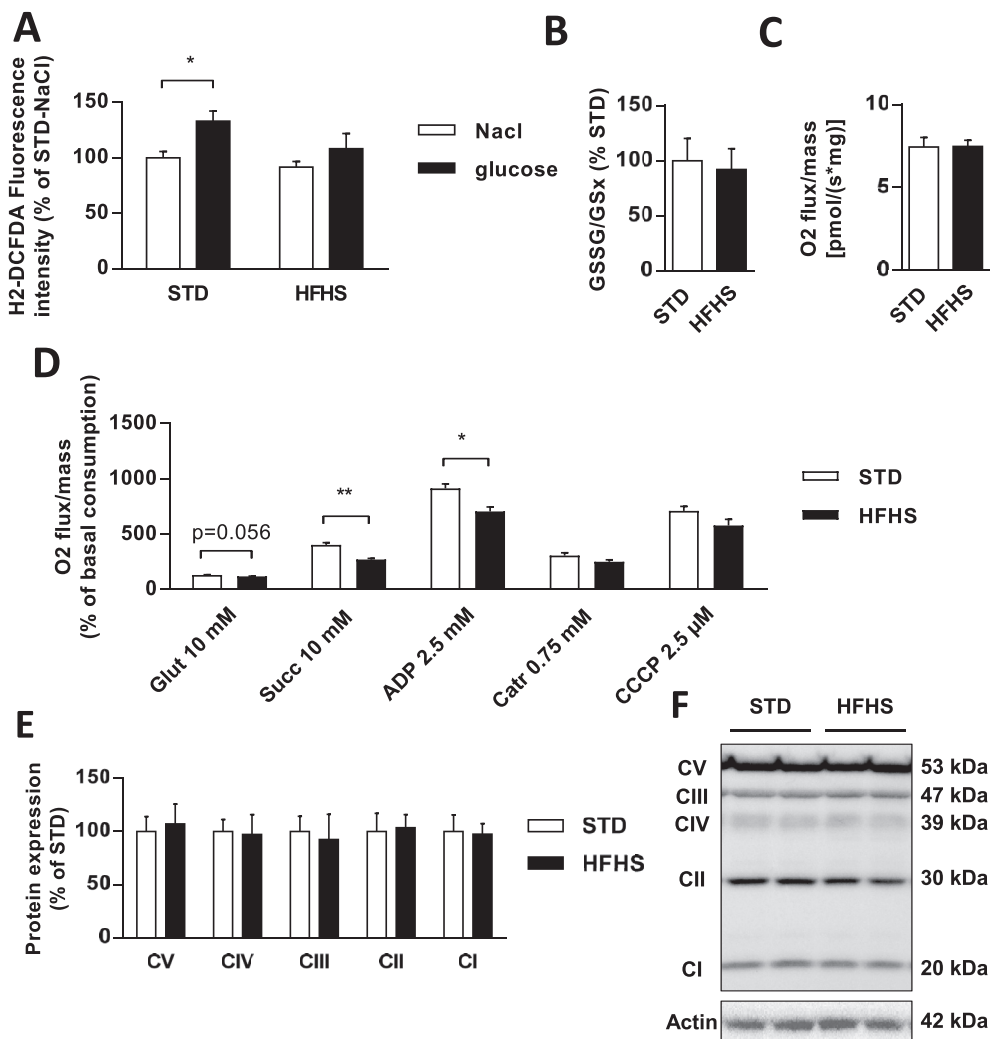 A
H2-DCFDA Fluorescence
intensity (% of STD-NaCl)
*
150
100
50
0
STD
HFHS
Nacl
glucose
B
GSSG/GSx (% STD)
150
100
50
0
STD
HFHS
C
O2 flux/mass
[pmol/(s*mg)]
10
5
0
STD
HFHS
D
O2 flux/mass
(% of basal consumption)
1500
1000
500
0
p=0.056
**
*
Glut 10 mM
Succ 10 mM
ADP 2.5 mM
Catr 0.75 mM
CCCP 2.5 µM
STD
HFHS
E
Protein expression
(% of STD)
150
100
50
0
CV
CIV
CIII
CII
CI
STD
HFHS
F
STD
HFHS
CV
53 kDa
CIII
47 kDa
CIV
39 kDa
CII
30 kDa
CI
20 kDa
Actin
42 kDa